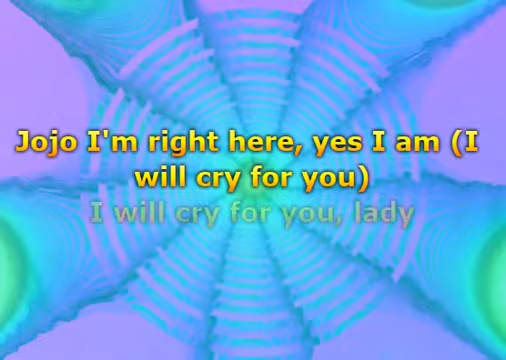 Jojo I'm right here, yes I am (I
will cry for you)
I will cry for you, lady